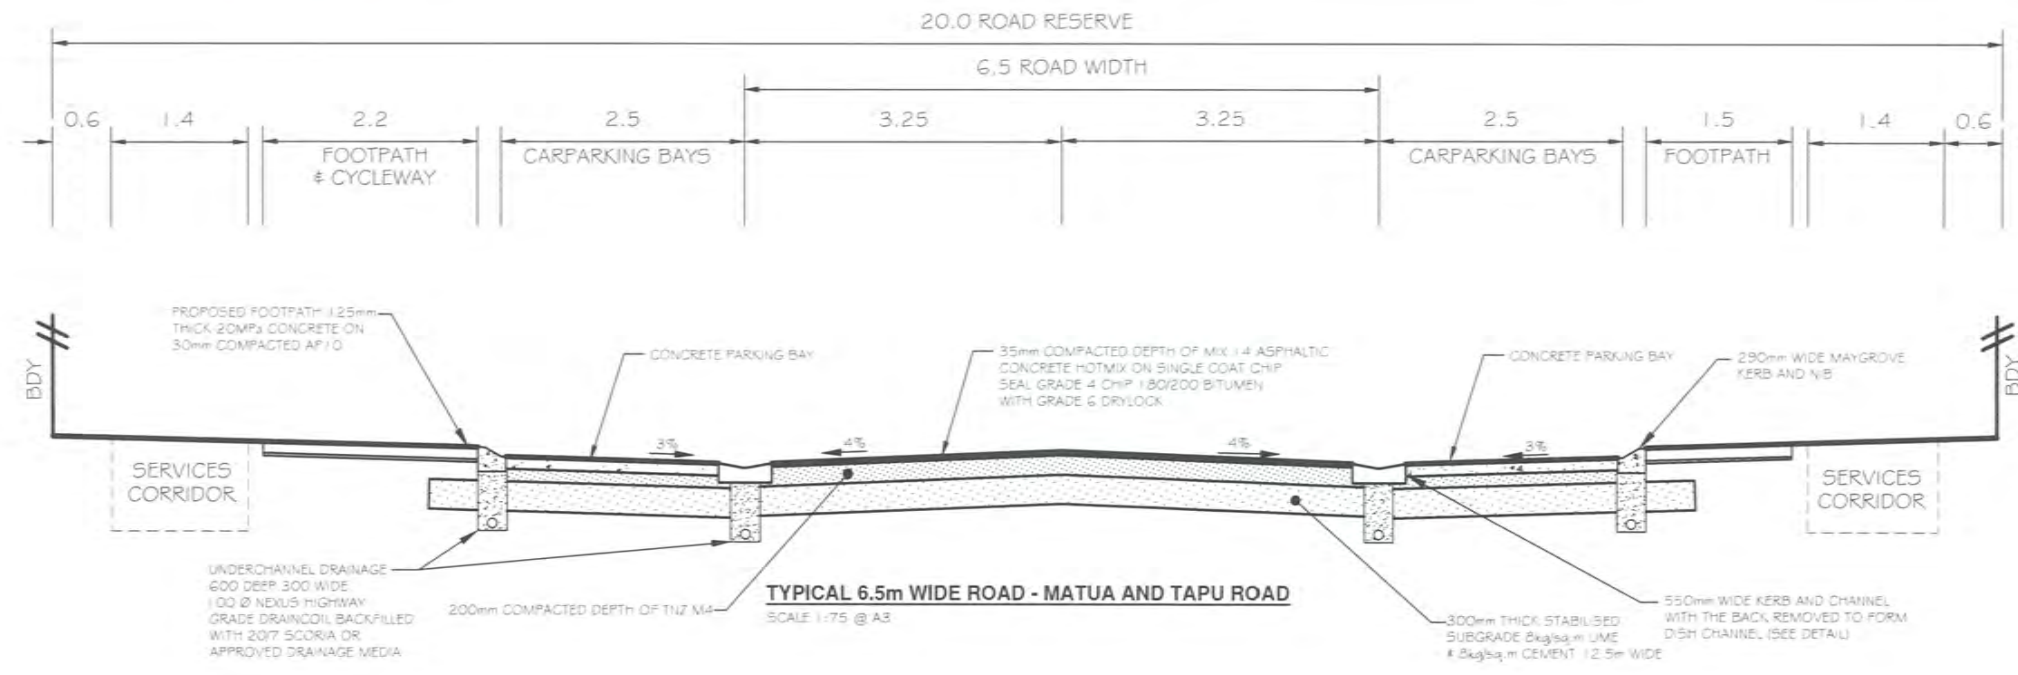 20.0 ROAD RESERVE
6.5 ROAD WIDTH
0.6 1.4 2.2 2.5 3.25 3.25 2.5 1.5 1.4 0.6
FOOTPATH
& CYCLEWAY
CARPARKING BAYS
CARPARKING BAYS
FOOTPATH
PROPOSED FOOTPATH 125mm
THICK 20MPa CONCRETE ON
30mm COMPACTED AP10
CONCRETE PARKING BAY
35mm COMPACTED DEPTH OF MIX 14 ASPHALTIC
CONCRETE HOTMIX ON SINGLE COAT CHIP
SEAL GRADE 4 CHIP 180/200 BITUMEN
WITH GRADE 6 DRYLOCK
CONCRETE PARKING BAY
290mm WIDE MAYGROVE
KERB AND NIB
BDY
BDY
3% 4% 4% 3%
SERVICES
CORRIDOR
SERVICES
CORRIDOR
UNDERCHANNEL DRAINAGE
600 DEEP 300 WIDE
100 Ø NEXUS HIGHWAY
GRADE DRAINCOIL BACKFILLED
WITH 20/7 SCORIA OR
APPROVED DRAINAGE MEDIA
200mm COMPACTED DEPTH OF TNZ M4
TYPICAL 6.5m WIDE ROAD - MATUA AND TAPU ROAD
SCALE 1:75 @ A3
300mm THICK STABILISED
SUBGRADE 8kg/sq.m LIME
& 8kg/sq.m CEMENT 12.5m WIDE
550mm WIDE KERB AND CHANNEL
WITH THE BACK REMOVED TO FORM
DISH CHANNEL (SEE DETAIL)